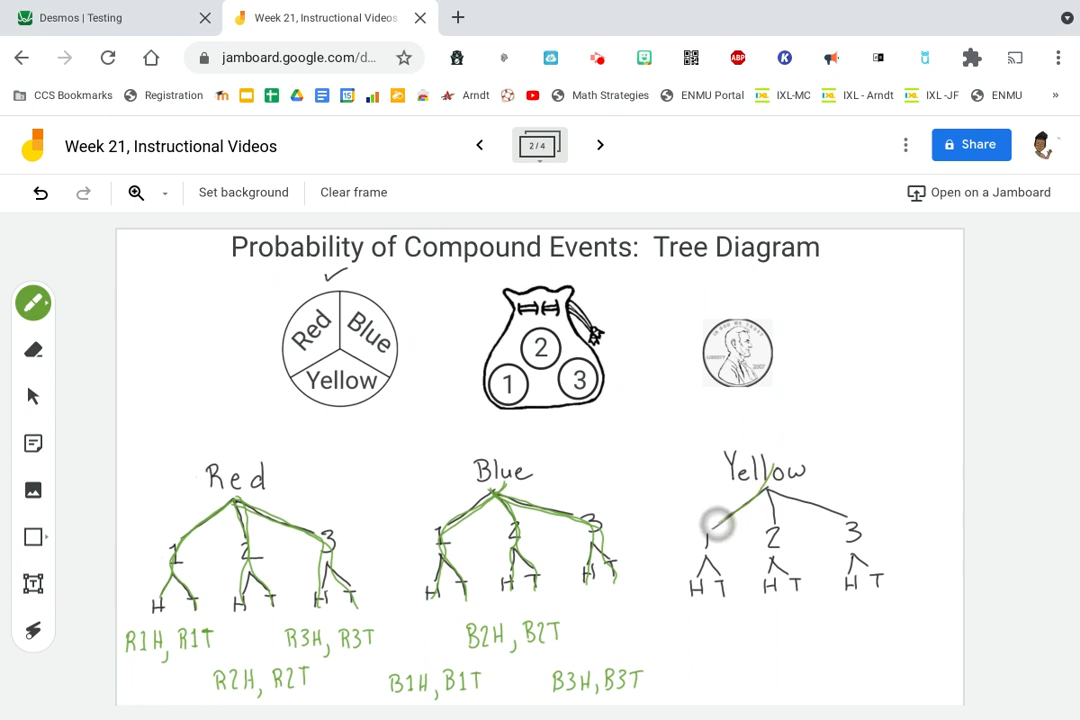 Desmos | Testing
Week 21, Instructional Videos
jamboard.google.com/d...
ABP
K
CCS Bookmarks
Registration
Arndt
Math Strategies
ENMU Portal
IXL-MC
IXL - Arndt
IXL -JF
ENMU
»
Week 21, Instructional Videos
2/4
Share
Set background
Clear frame
Open on a Jamboard
Probability of Compound Events: Tree Diagram
Red
Blue
Yellow
2
1
3
Red
Blue
Yellow
1 2 3
1 2 3
1 2 3
H T H T H T
H T H T H T
H T H T H T
R1H, R1T
R3H, R3T
B2H, B2T
R2H, R2T
B1H, B1T
B3H, B3T